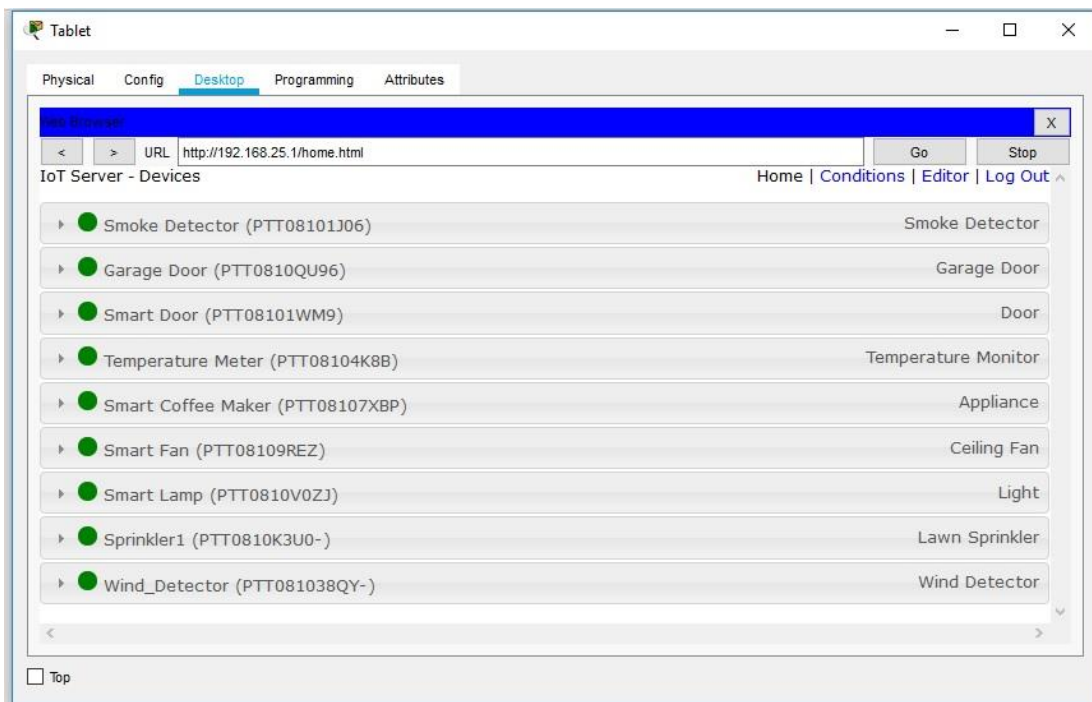 Tablet
Physical Config Desktop Programming Attributes
Web Browser X
< > URL http://192.168.25.1/home.html Go Stop
IoT Server - Devices Home | Conditions | Editor | Log Out
Smoke Detector (PTT08101J06) Smoke Detector
Garage Door (PTT0810QU96) Garage Door
Smart Door (PTT08101WM9) Door
Temperature Meter (PTT08104K8B) Temperature Monitor
Smart Coffee Maker (PTT08107XBP) Appliance
Smart Fan (PTT08109REZ) Ceiling Fan
Smart Lamp (PTT0810V0ZJ) Light
Sprinkler1 (PTT0810K3U0-) Lawn Sprinkler
Wind_Detector (PTT081038QY-) Wind Detector
Top